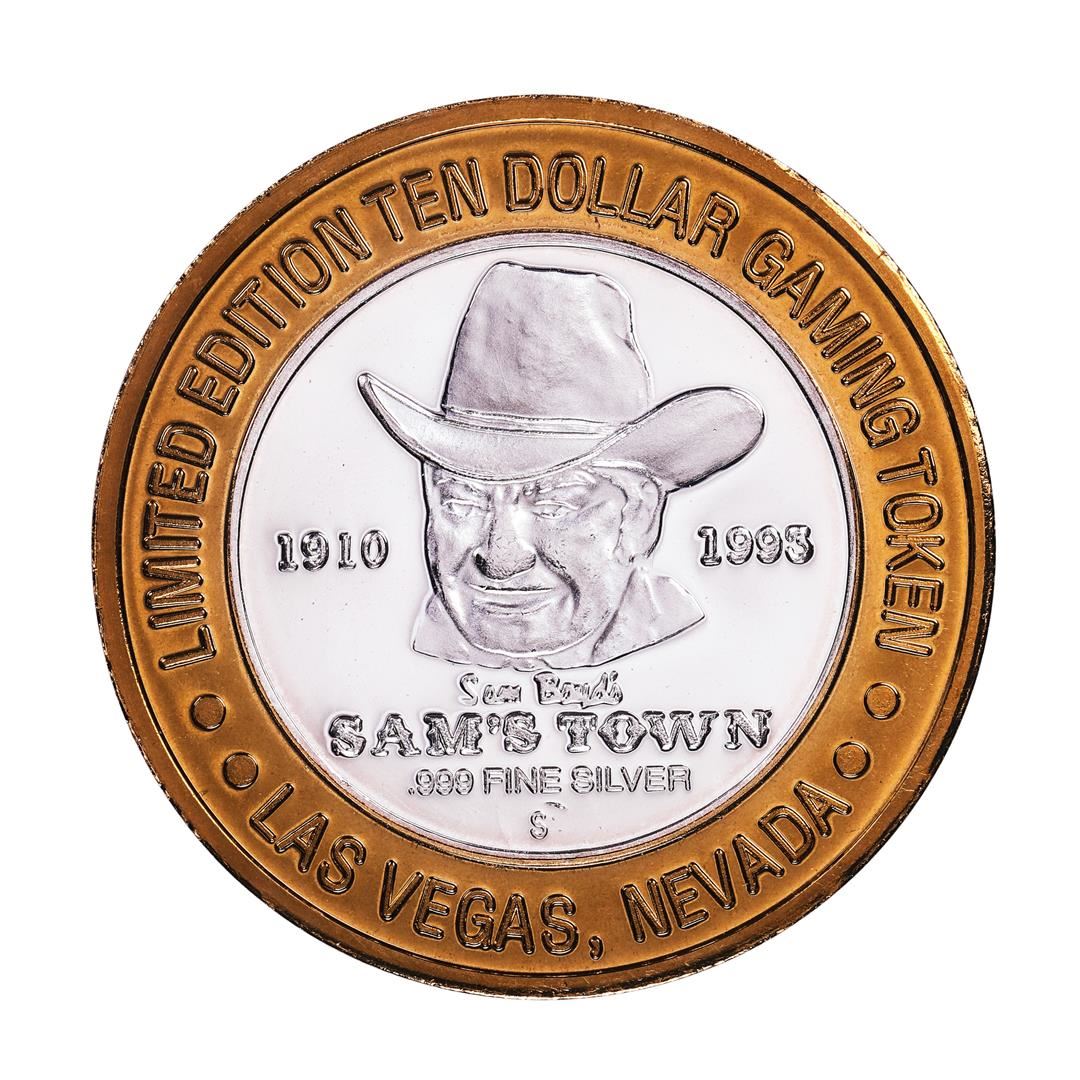 LIMITED EDITION TEN DOLLAR GAMING TOKEN
1910
1993
Sam Boyd's
SAM'S TOWN
.999 FINE SILVER
S
LAS VEGAS, NEVADA